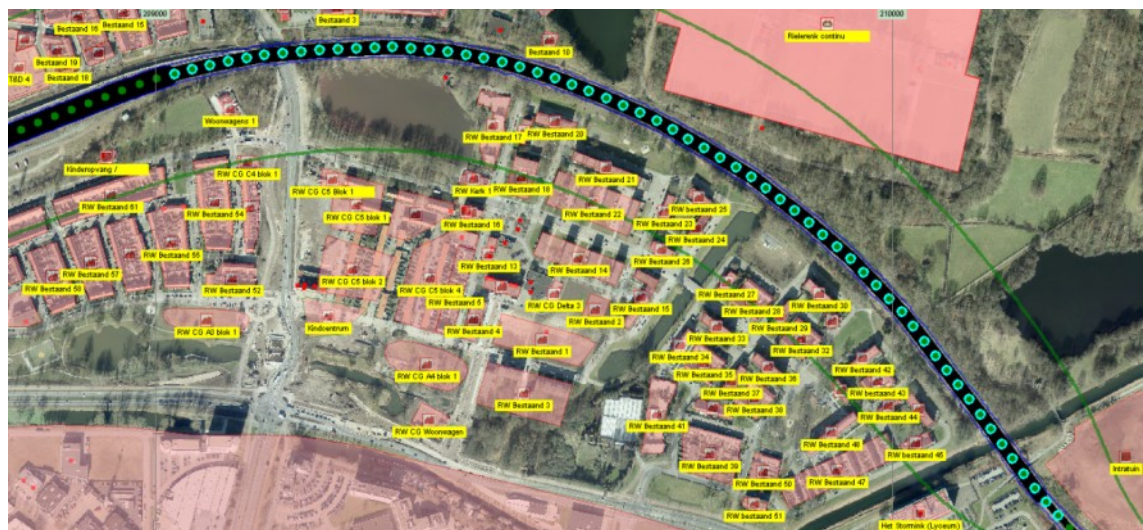 209000
210000
Bestaand 16
Bestaand 15
Bestaand 3
Bestaand 19
Bestaand 18
Bestaand 10
Rielerenk continu
Woonwagens 1
RW Bestaand 17
RW Bestaand 20
Kinderopvang /
RW CG C4 blok 1
RW Bestaand 61
RW CG C5 Blok 1
RW Kerk 1
RW Bestaand 18
RW Bestaand 21
RW Bestaand 54
RW CG C5 blok 1
RW Bestaand 16
RW Bestaand 22
RW bestaand 25
RW Bestaand 23
RW Bestaand 24
RW Bestaand 55
RW Bestaand 13
RW Bestaand 26
RW Bestaand 57
RW CG C5 blok 2
RW Bestaand 14
RW Bestaand 58
RW Bestaand 52
RW CG C5 blok 4
RW Bestaand 5
RW CG Delta 3
RW Bestaand 15
RW Bestaand 27
RW Bestaand 28
RW Bestaand 30
RW CG A3 blok 1
Kindcentrum
RW Bestaand 4
RW Bestaand 2
RW Bestaand 29
RW Bestaand 33
RW Bestaand 32
RW Bestaand 1
RW Bestaand 34
RW CG A4 blok 1
RW Bestaand 35
RW Bestaand 36
RW Bestaand 42
RW Bestaand 37
RW bestaand 43
RW Bestaand 3
RW Bestaand 38
RW Bestaand 44
RW CG Woonwagen
RW Bestaand 41
RW Bestaand 46
RW bestaand 45
Intratuin
RW Bestaand 39
RW Bestaand 50
RW Bestaand 47
RW bestaand 51
Het Stormink (Lyceum)